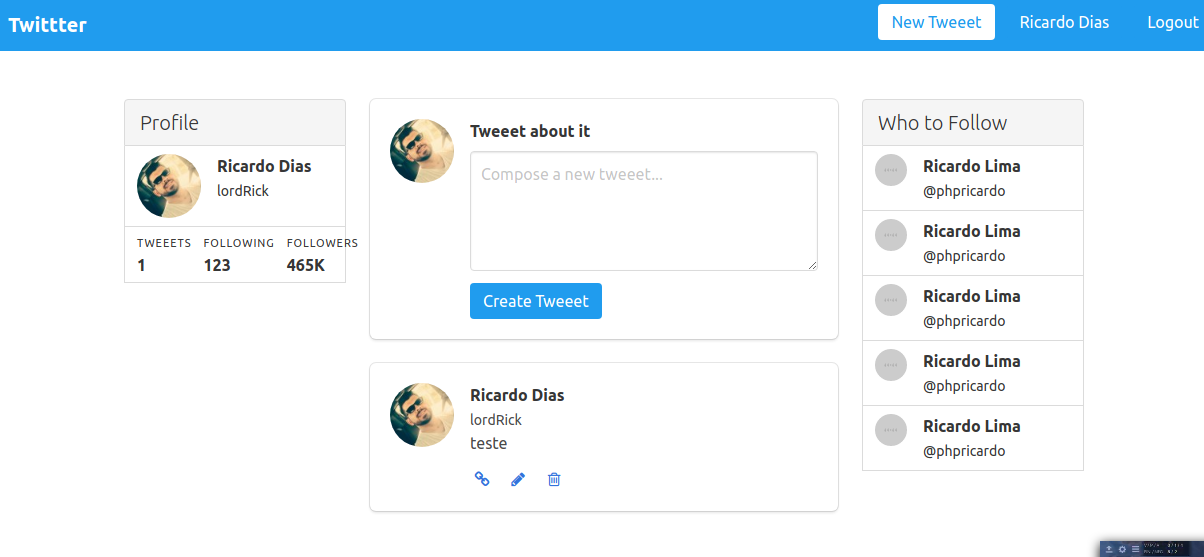 Twittter
New Tweeet
Ricardo Dias
Logout
Profile
Ricardo Dias
lordRick
TWEEETS FOLLOWING FOLLOWERS
1 123 465K
Tweeet about it
Compose a new tweeet...
Create Tweeet
Ricardo Dias
lordRick
teste
Who to Follow
Ricardo Lima
@phpricardo
Ricardo Lima
@phpricardo
Ricardo Lima
@phpricardo
Ricardo Lima
@phpricardo
Ricardo Lima
@phpricardo